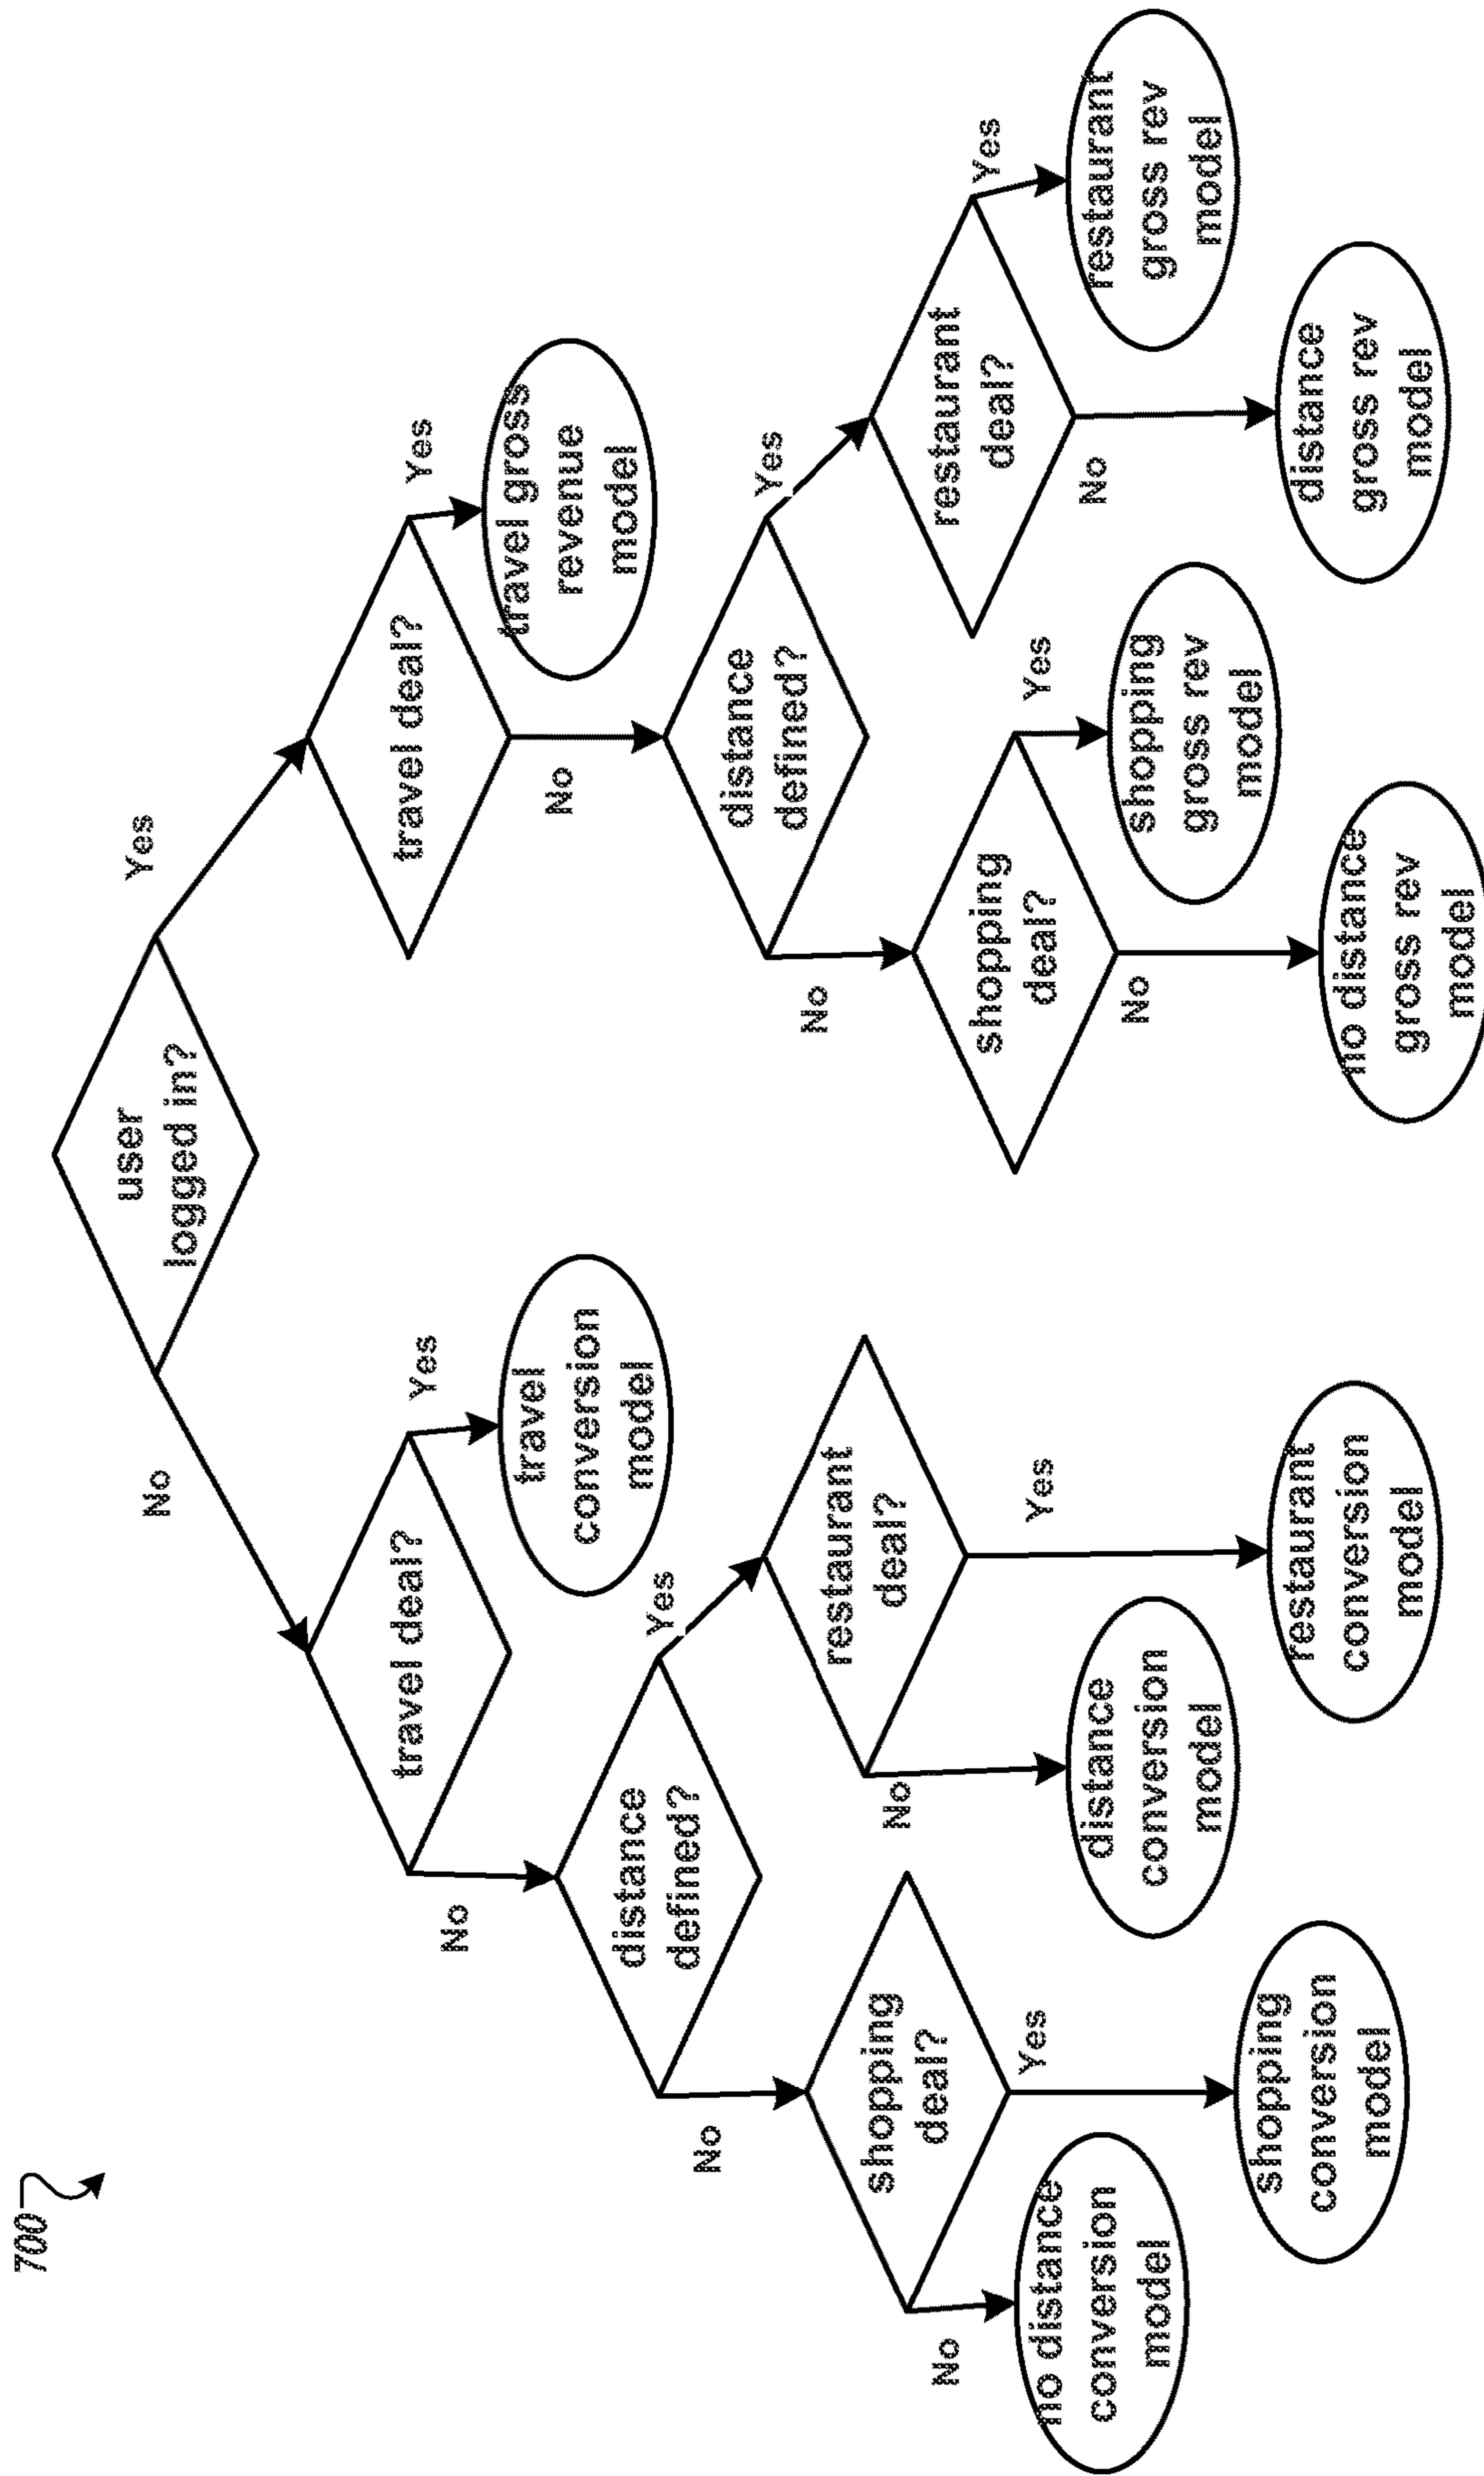 700
user
logged in?
No
Yes
travel deal?
Yes
travel
conversion
model
No
distance
defined?
Yes
restaurant
deal?
Yes
restaurant
conversion
model
No
distance
conversion
model
No
shopping
deal?
Yes
shopping
conversion
model
No
no distance
conversion
model
travel deal?
Yes
travel gross
revenue
model
No
distance
defined?
Yes
restaurant
deal?
Yes
restaurant
gross rev
model
No
distance
gross rev
model
No
shopping
deal?
Yes
shopping
gross rev
model
No
no distance
gross rev
model